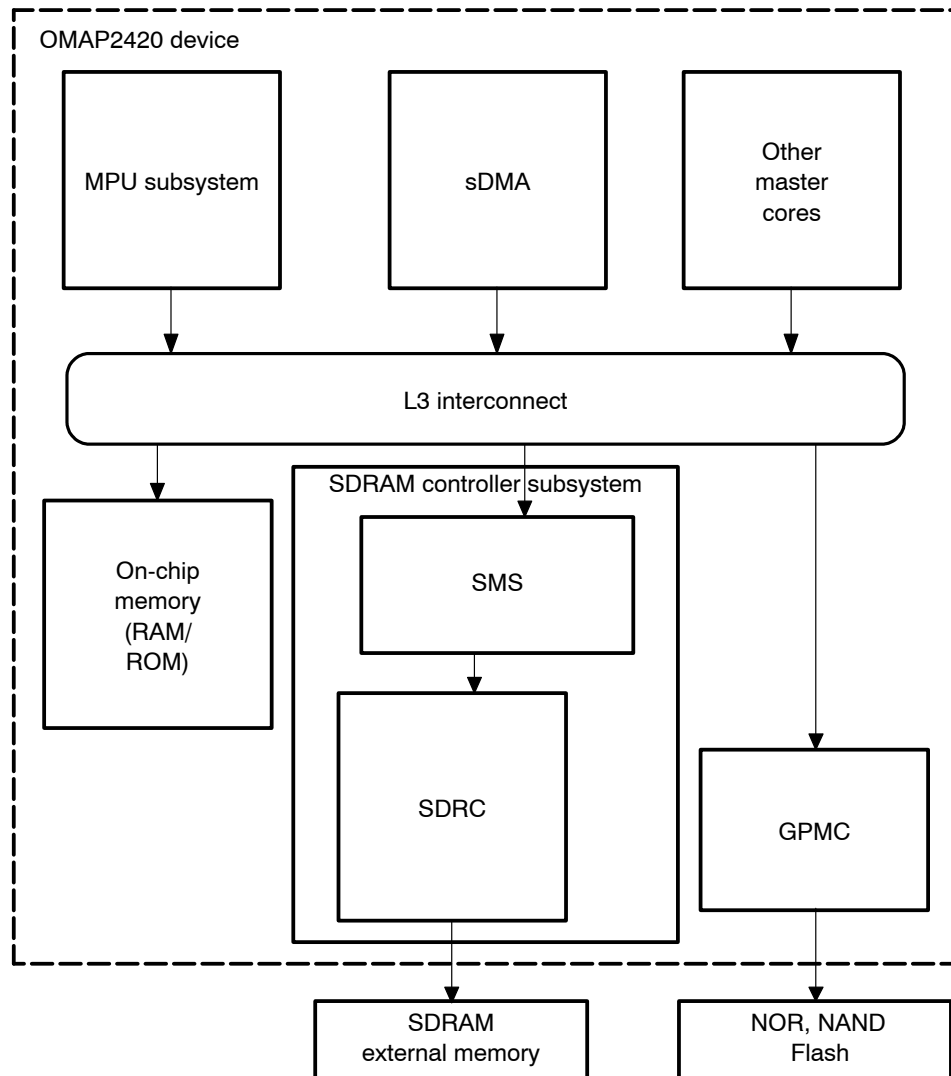 OMAP2420 device
MPU subsystem
sDMA
Other
master
cores
L3 interconnect
SDRAM controller subsystem
On-chip
memory
(RAM/
ROM)
SMS
SDRC
GPMC
SDRAM
external memory
NOR, NAND
Flash